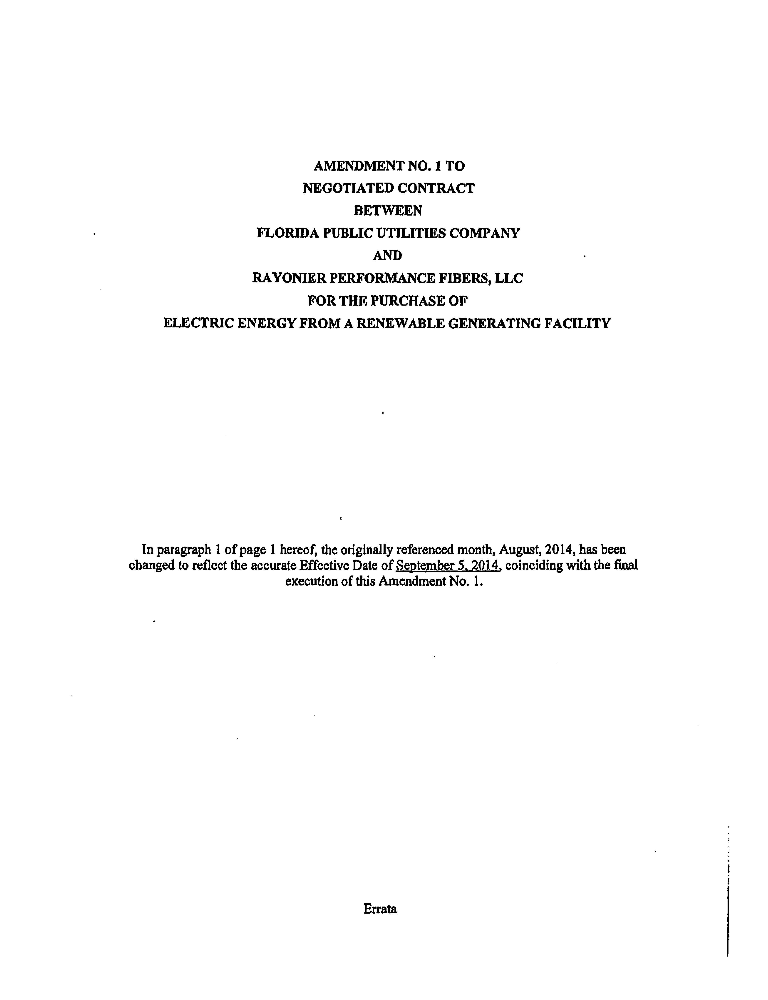 AMENDMENT NO. 1 TO
NEGOTIATED CONTRACT
BETWEEN
FLORIDA PUBLIC UTILITIES COMPANY
AND
RAYONIER PERFORMANCE FIBERS, LLC
FOR THE PURCHASE OF
ELECTRIC ENERGY FROM A RENEWABLE GENERATING FACILITY
In paragraph 1 of page 1 hereof, the originally referenced month, August, 2014, has been
changed to reflect the accurate Effective Date of September 5, 2014, coinciding with the final
execution of this Amendment No. 1.
Errata